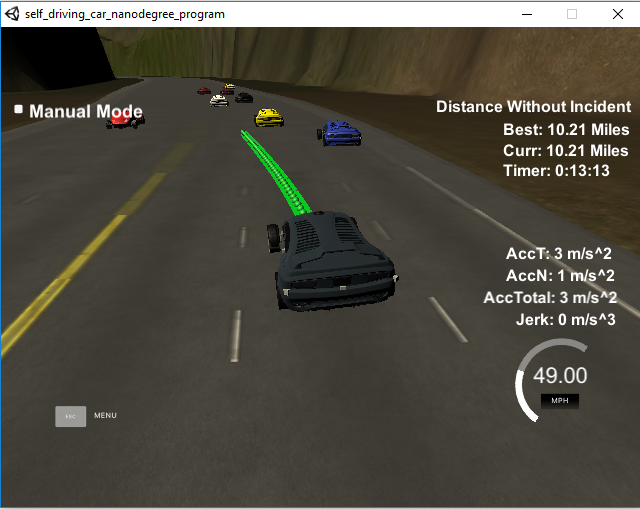 self_driving_car_nanodegree_program
Manual Mode
Distance Without Incident
Best: 10.21 Miles
Curr: 10.21 Miles
Timer: 0:13:13
AccT: 3 m/s^2
AccN: 1 m/s^2
AccTotal: 3 m/s^2
Jerk: 0 m/s^3
49.00
MPH
ESC MENU